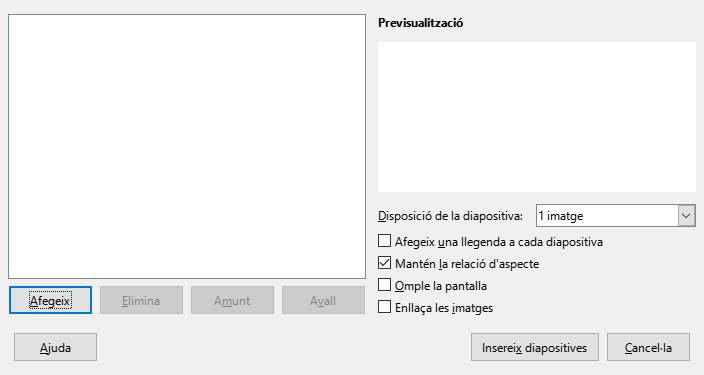 Previsualització
Disposició de la diapositiva: 1 imatge
Afegeix una llegenda a cada diapositiva
Mantén la relació d'aspecte
Omple la pantalla
Enllaça les imatges
Afegeix Elimina Amunt Avall
Ajuda Insereix diapositives Cancel·la